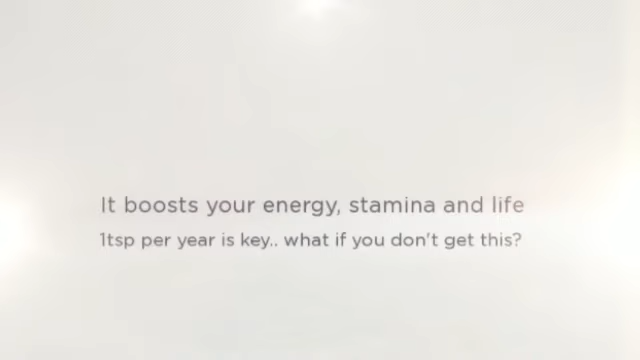 It boosts your energy, stamina and life
1tsp per year is key.. what if you don't get this?